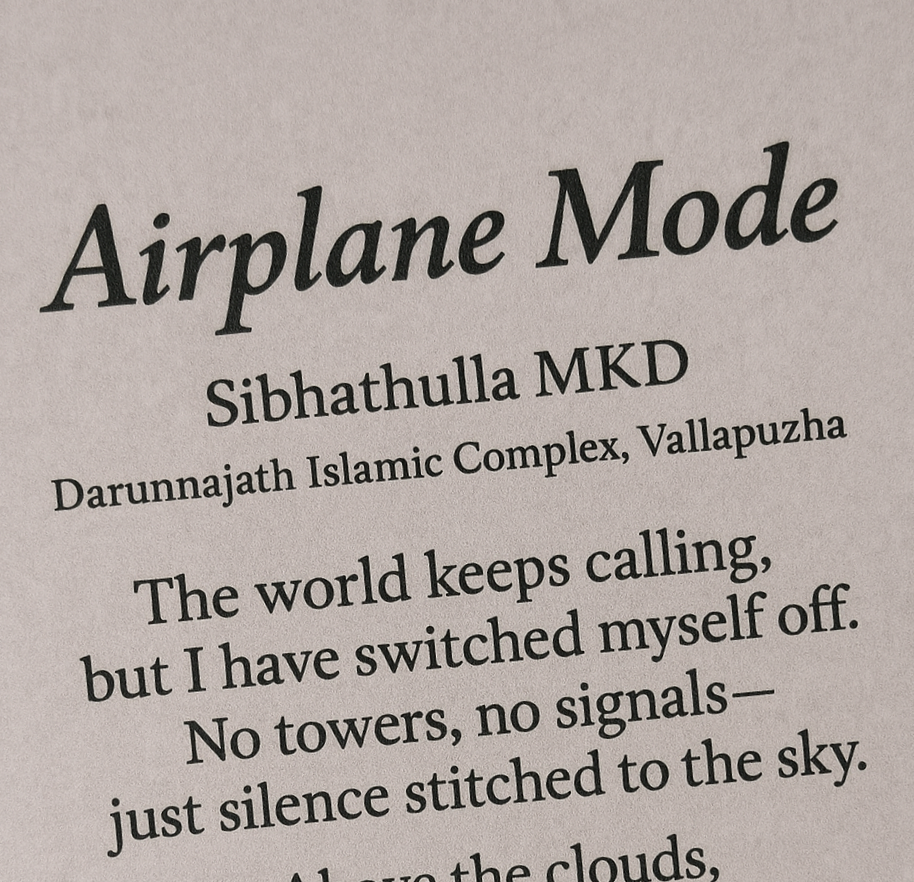 Airplane Mode
Sibhathulla MKD
Darunnajath Islamic Complex, Vallapuzha
The world keeps calling,
but I have switched myself off.
No towers, no signals—
just silence stitched to the sky.
Above the clouds,